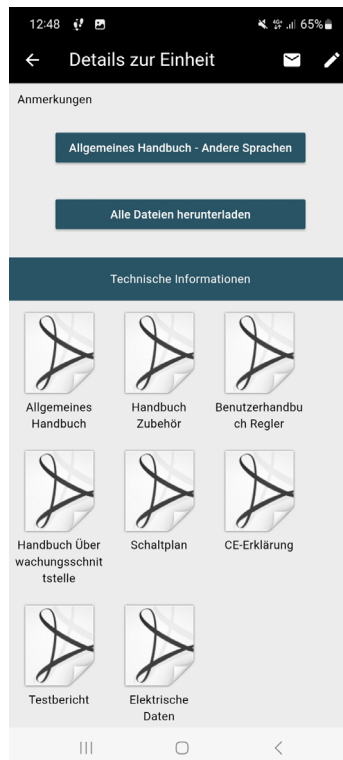 12:48 65%
Details zur Einheit
Anmerkungen
Allgemeines Handbuch - Andere Sprachen
Alle Dateien herunterladen
Technische Informationen
Allgemeines Handbuch Benutzerhandbu
Handbuch Zubehör ch Regler
Handbuch Über Schaltplan CE-Erklärung
wachungsschnit
tstelle
Testbericht Elektrische
Daten